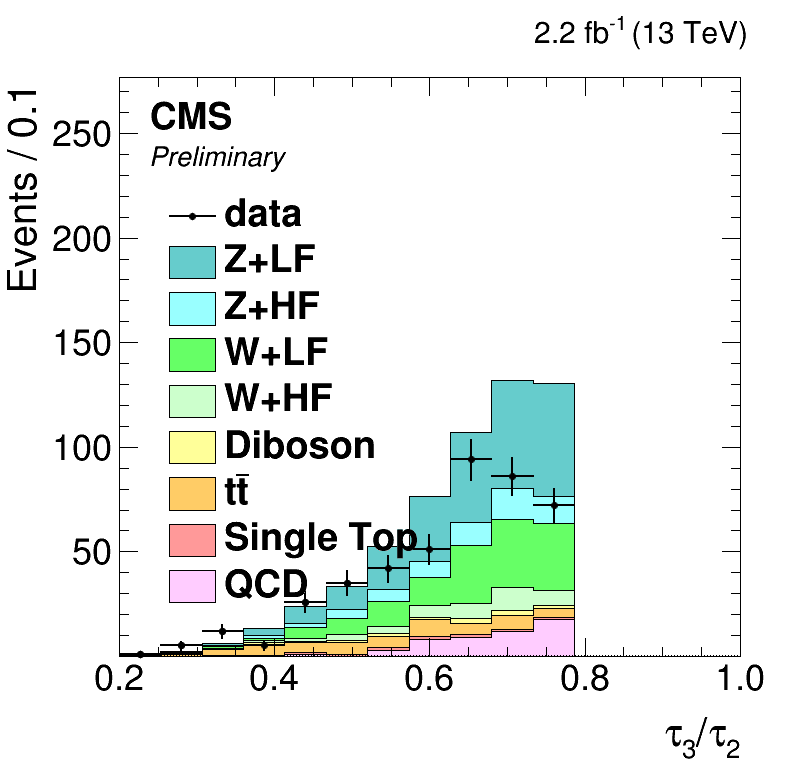 2.2 fb⁻¹ (13 TeV)
Events / 0.1
CMS
Preliminary
data
Z+LF
Z+HF
W+LF
W+HF
Diboson
tt̄
Single Top
QCD
250
200
150
100
50
0.2 0.4 0.6 0.8 1.0
τ₃/τ₂